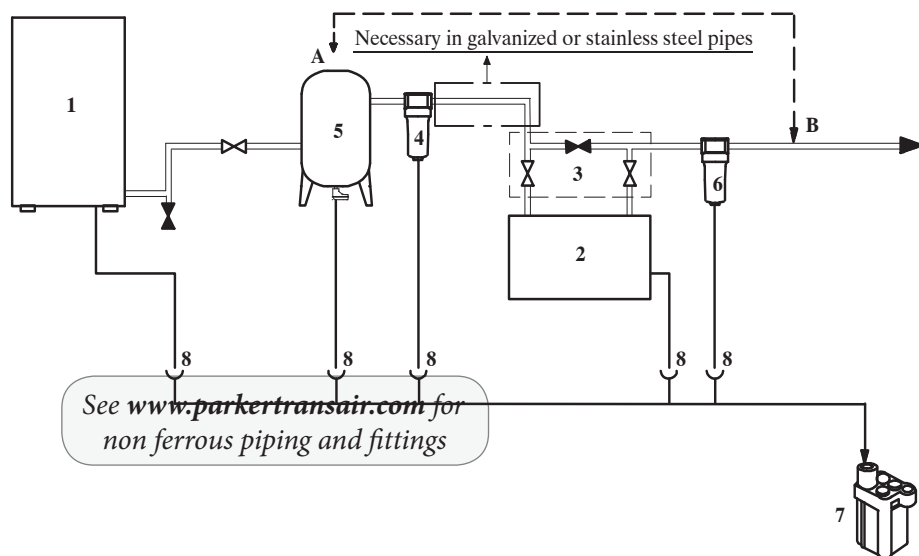 Necessary in galvanized or stainless steel pipes
A
B
1
5
4
3
6
2
8
8
8
8
8
See www.parkertransair.com for
non ferrous piping and fittings
7